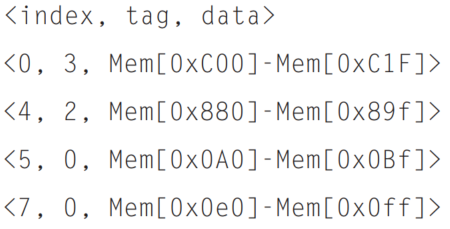 <index, tag, data>
<0, 3, Mem[0xC00]-Mem[0xC1F]>
<4, 2, Mem[0x880]-Mem[0x89f]>
<5, 0, Mem[0x0A0]-Mem[0x0Bf]>
<7, 0, Mem[0x0e0]-Mem[0x0ff]>